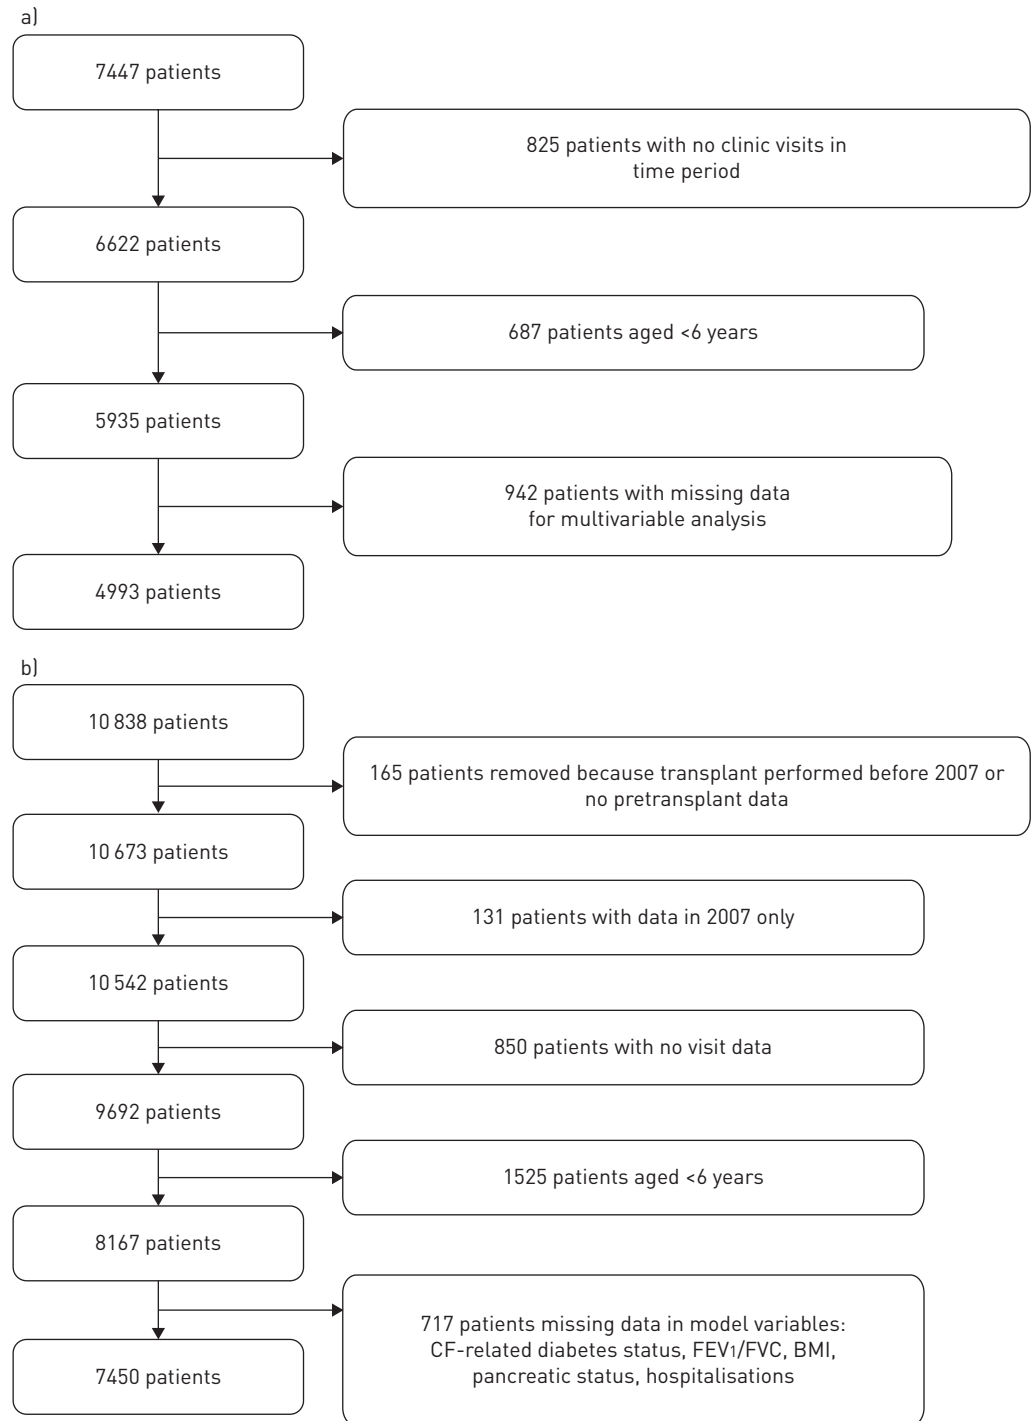 a)
7447 patients
825 patients with no clinic visits in
time period
6622 patients
687 patients aged <6 years
5935 patients
942 patients with missing data
for multivariable analysis
4993 patients
b)
10 838 patients
165 patients removed because transplant performed before 2007 or
no pretransplant data
10 673 patients
131 patients with data in 2007 only
10 542 patients
850 patients with no visit data
9692 patients
1525 patients aged <6 years
8167 patients
717 patients missing data in model variables:
CF-related diabetes status, FEV1/FVC, BMI,
pancreatic status, hospitalisations
7450 patients